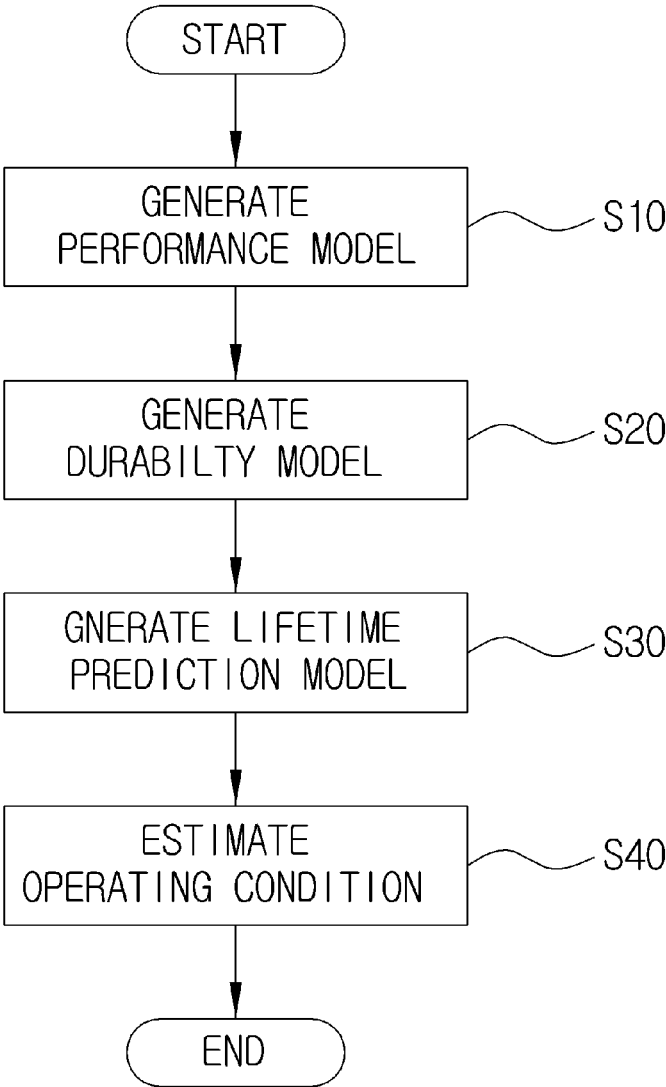 START
GENERATE
PERFORMANCE MODEL
S10
GENERATE
DURABILTY MODEL
S20
GNERATE LIFETIME
PREDICTION MODEL
S30
ESTIMATE
OPERATING CONDITION
S40
END